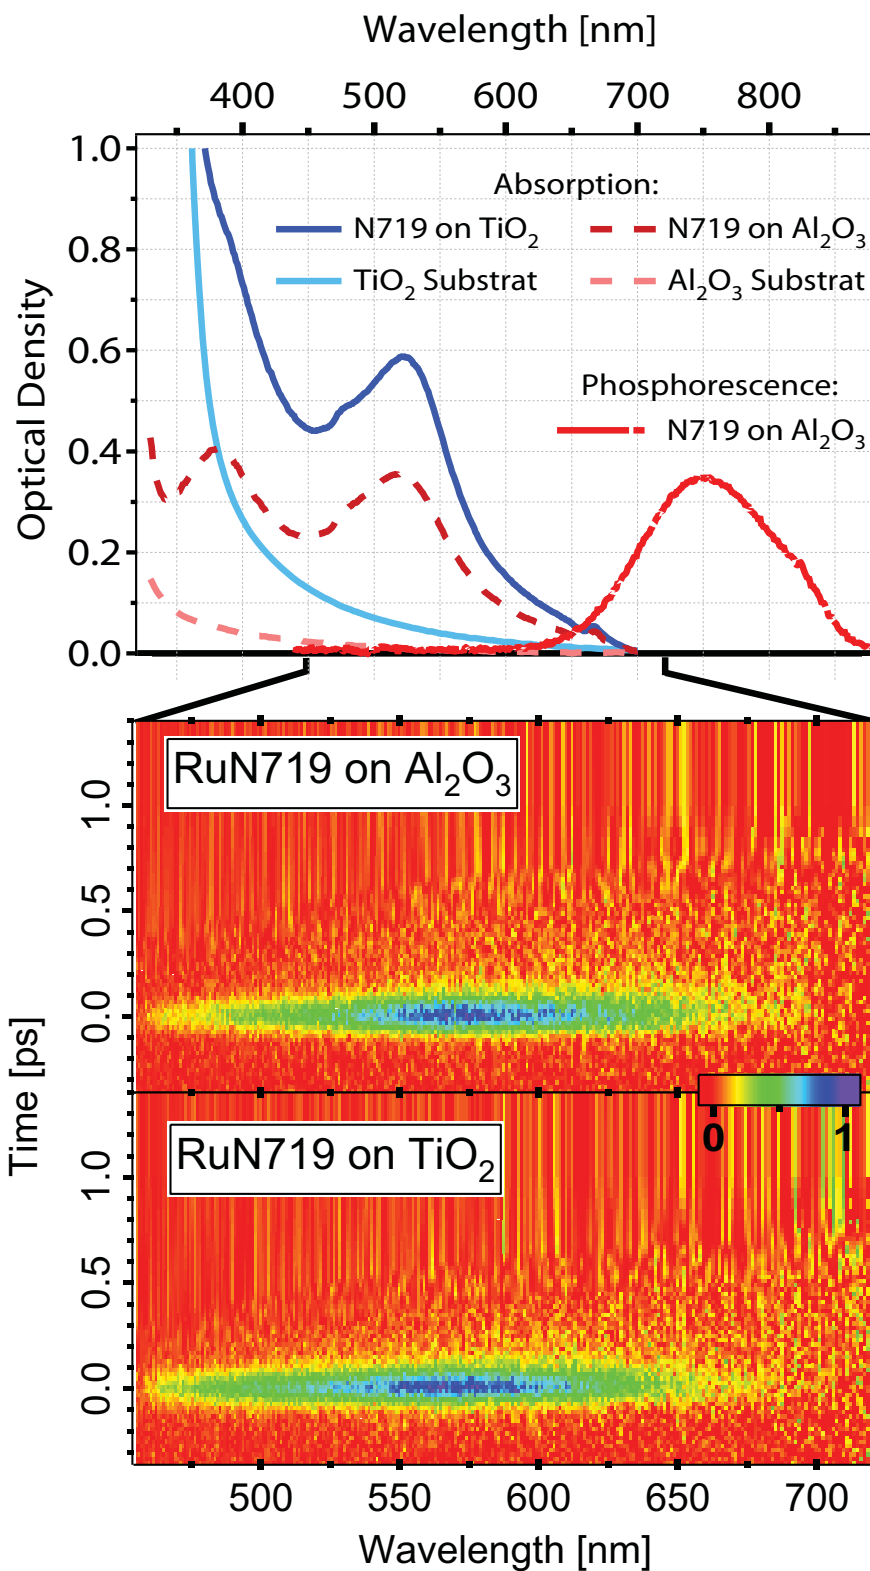 Wavelength [nm]
400 500 600 700 800
1.0
0.8
0.6
0.4
0.2
0.0
Optical Density
Absorption:
N719 on TiO₂
N719 on Al₂O₃
TiO₂ Substrat
Al₂O₃ Substrat
Phosphorescence:
N719 on Al₂O₃
RuN719 on Al₂O₃
1.0
0.5
0.0
Time [ps]
0 1
RuN719 on TiO₂
1.0
0.5
0.0
500 550 600 650 700
Wavelength [nm]